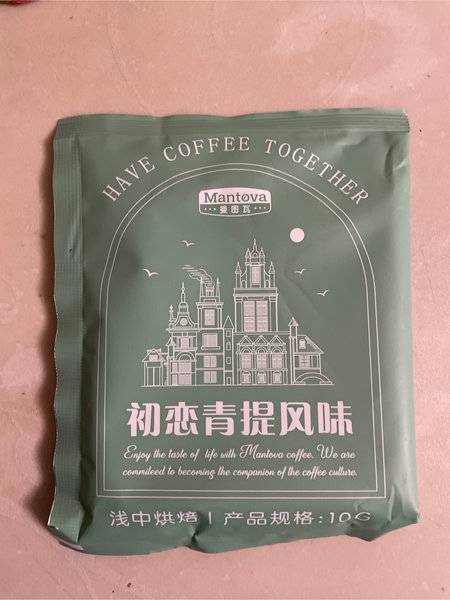 HAVE COFFEE TOGETHER
Mantova
曼图瓦
初恋青提风味
Enjoy the taste of life with Mantova coffee. We are
commiteed to becoming the companion of the coffee culture.
浅中烘焙 | 产品规格:10G